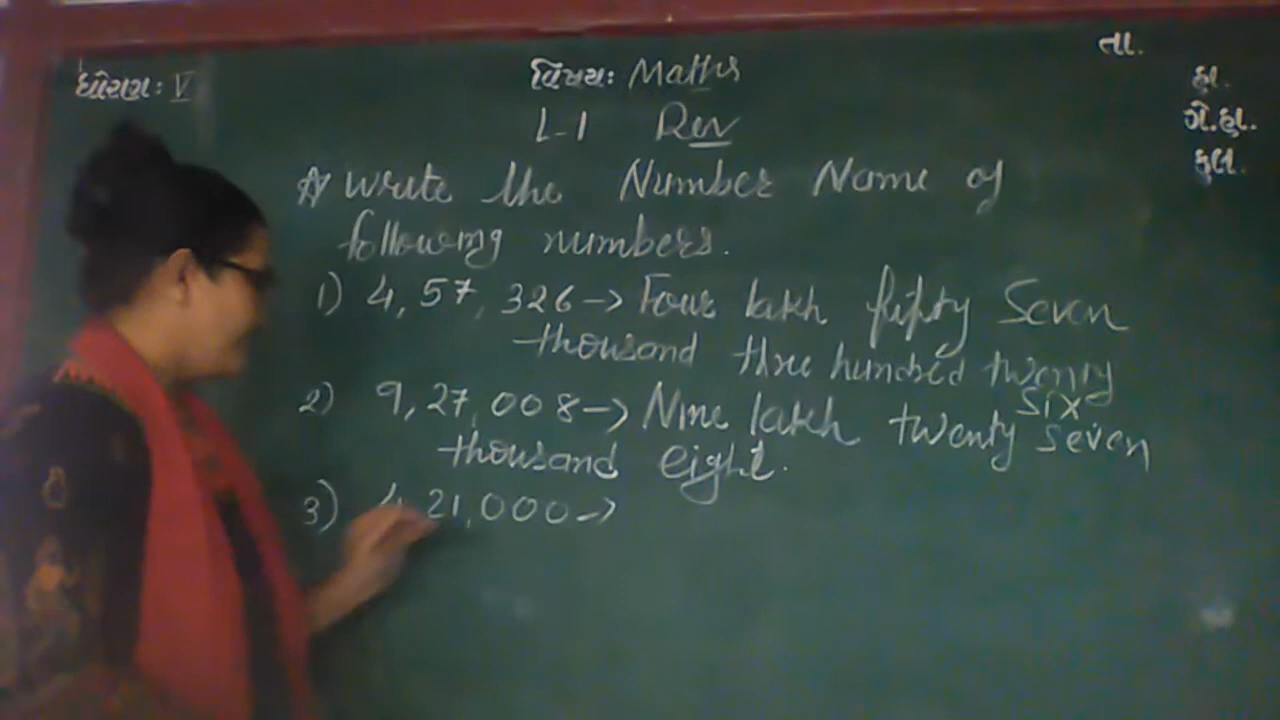 ધોરણ: V
વિષય: Maths
તા.
હા.
ગે.હા.
કુલ.
L-1 Rev
☆ Write the Number Name of
following numbers.
1) 4,57,326 → Four lakh fifty Seven
thousand three hundred twenty
six
2) 9,27,008 → Nine lakh twenty seven
thousand eight.
3) 4,21,000 →